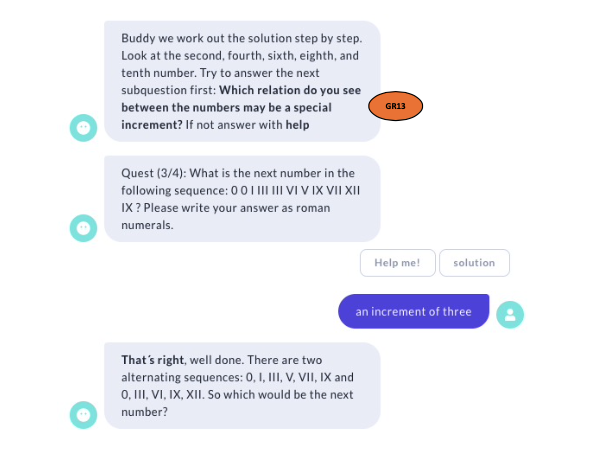 Buddy we work out the solution step by step.
Look at the second, fourth, sixth, eighth, and
tenth number. Try to answer the next
subquestion first: Which relation do you see
between the numbers may be a special
increment? If not answer with help
GR13
Quest (3/4): What is the next number in the
following sequence: 0 0 I III III VI V IX VII XII
IX ? Please write your answer as roman
numerals.
Help me!
solution
an increment of three
That´s right, well done. There are two
alternating sequences: 0, I, III, V, VII, IX and
0, III, VI, IX, XII. So which would be the next
number?